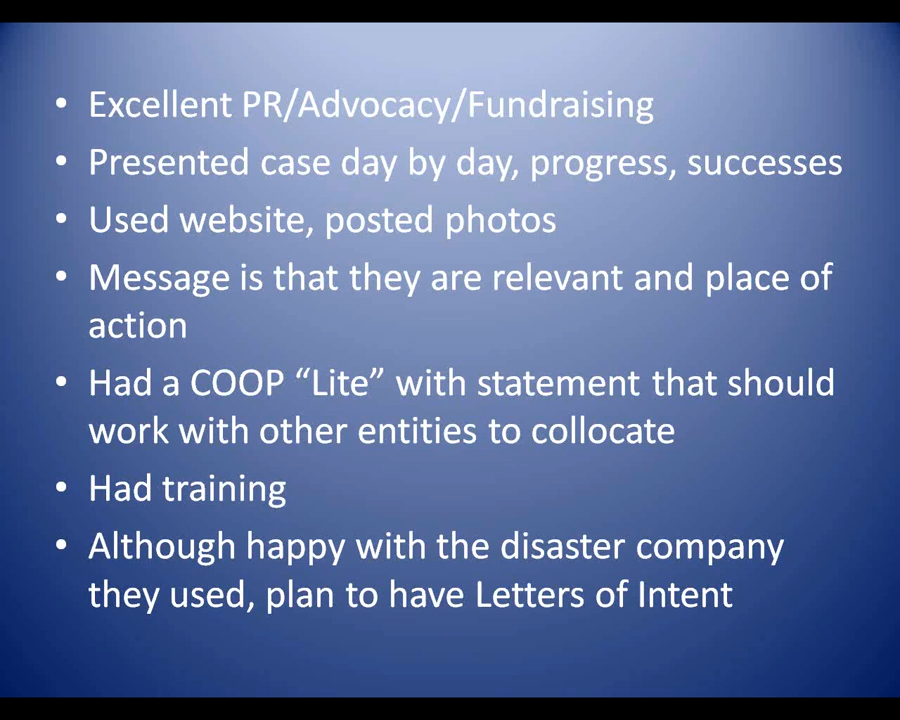 • Excellent PR/Advocacy/Fundraising
• Presented case day by day, progress, successes
• Used website, posted photos
• Message is that they are relevant and place of
action
• Had a COOP “Lite” with statement that should
work with other entities to collocate
• Had training
• Although happy with the disaster company
they used, plan to have Letters of Intent